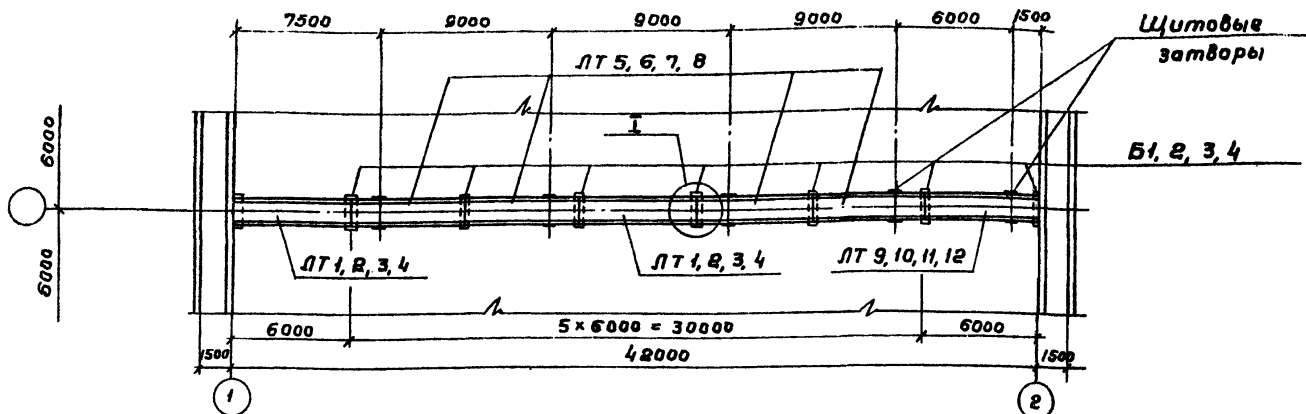 7500 9000 9000 9000 6000 1500
Щитовые
затворы
ЛТ 5, 6, 7, 8
I
Б1, 2, 3, 4
6000
6000
ЛТ 1, 2, 3, 4
ЛТ 1, 2, 3, 4
ЛТ 9, 10, 11, 12
6000 5 × 6000 = 30000 6000
1500 42000 1500
1 2